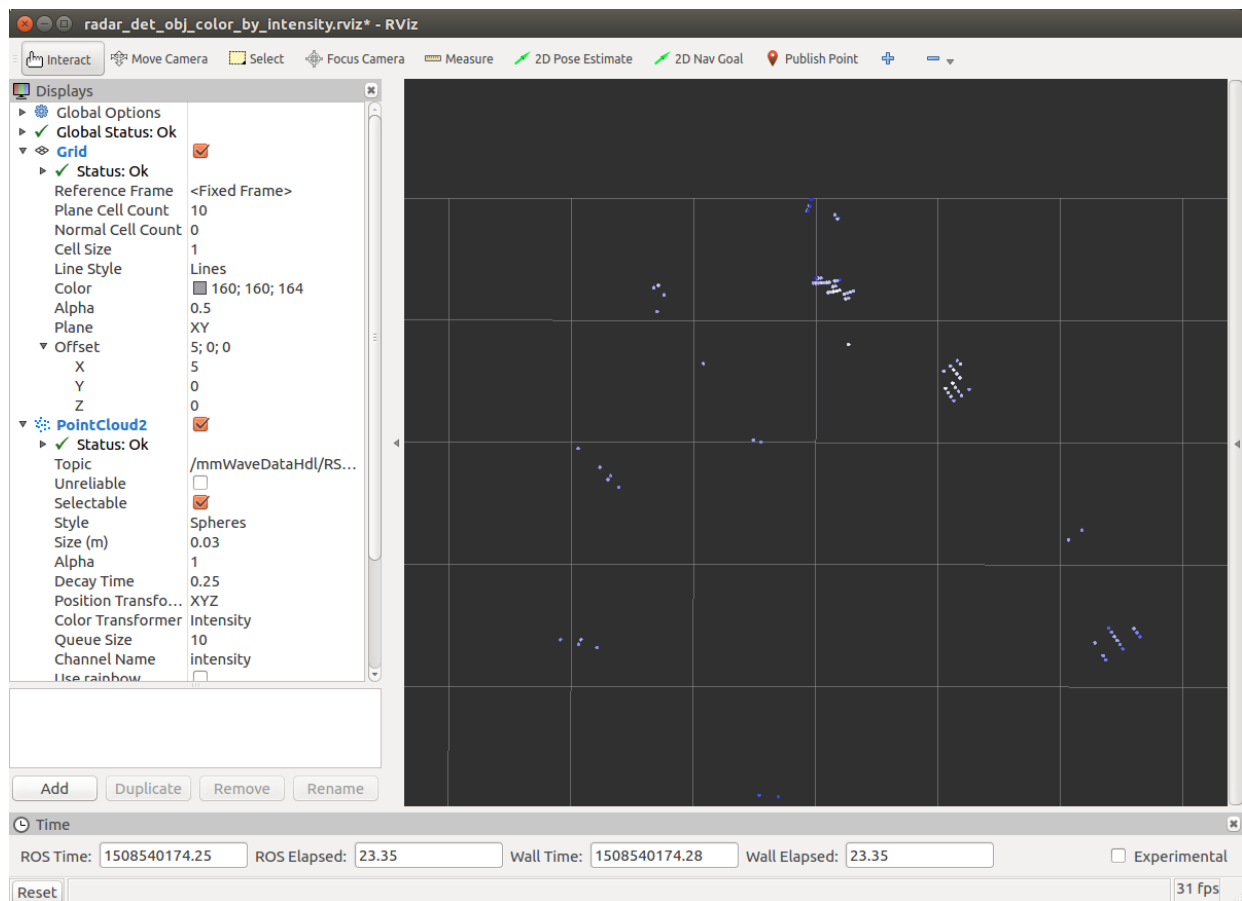 radar_det_obj_color_by_intensity.rviz* - RViz
Interact Move Camera Select Focus Camera Measure 2D Pose Estimate 2D Nav Goal Publish Point
Displays
Global Options
Global Status: Ok
Grid
Status: Ok
Reference Frame <Fixed Frame>
Plane Cell Count 10
Normal Cell Count 0
Cell Size 1
Line Style Lines
Color 160; 160; 164
Alpha 0.5
Plane XY
Offset 5; 0; 0
X 5
Y 0
Z 0
PointCloud2
Status: Ok
Topic /mmWaveDataHdl/RS...
Unreliable
Selectable
Style Spheres
Size (m) 0.03
Alpha 1
Decay Time 0.25
Position Transfo... XYZ
Color Transformer Intensity
Queue Size 10
Channel Name intensity
Use rainbow
Add Duplicate Remove Rename
Time
ROS Time: 1508540174.25 ROS Elapsed: 23.35 Wall Time: 1508540174.28 Wall Elapsed: 23.35 Experimental
Reset 31 fps